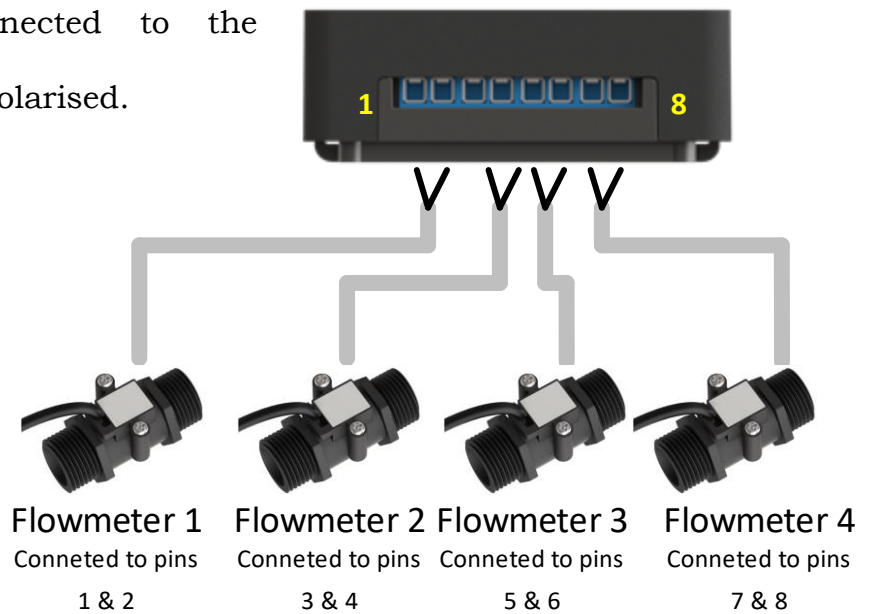 nected to the
olarised.
1 8
Flowmeter 1 Flowmeter 2 Flowmeter 3 Flowmeter 4
Conneted to pins Conneted to pins Conneted to pins Conneted to pins
1 & 2 3 & 4 5 & 6 7 & 8